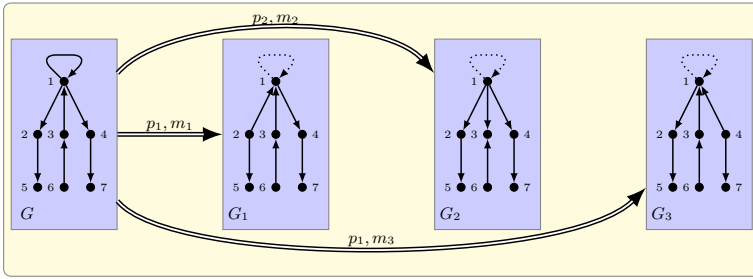 p₂, m₂
1 1 1 1
p₁, m₁
2 3 4 2 3 4 2 3 4 2 3 4
5 6 7 5 6 7 5 6 7 5 6 7
G G₁ G₂ G₃
p₁, m₃